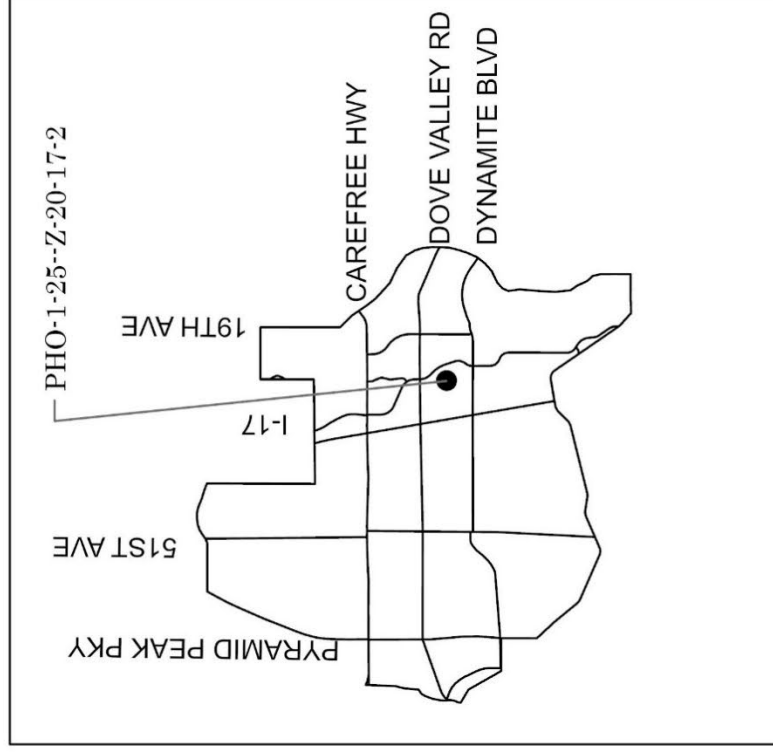 PHO-1-25--Z-20-17-2
CAREFREE HWY
DOVE VALLEY RD
DYNAMITE BLVD
19TH AVE
I-17
51ST AVE
PYRAMID PEAK PKY